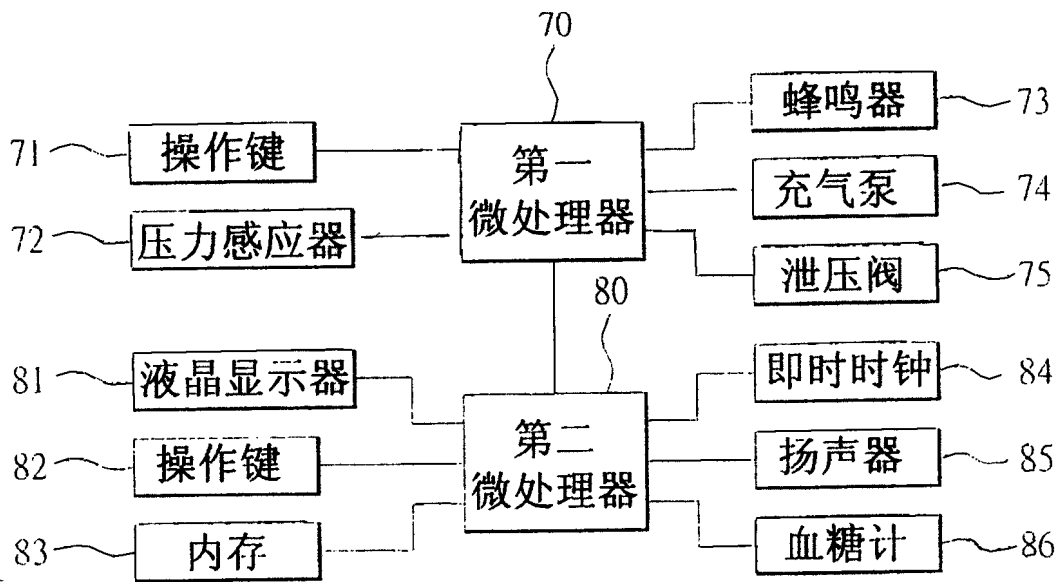 70
71
操作键
72
压力感应器
第一
微处理器
蜂鸣器
73
充气泵
74
泄压阀
75
80
81
液晶显示器
82
操作键
83
内存
第二
微处理器
即时时钟
84
扬声器
85
血糖计
86